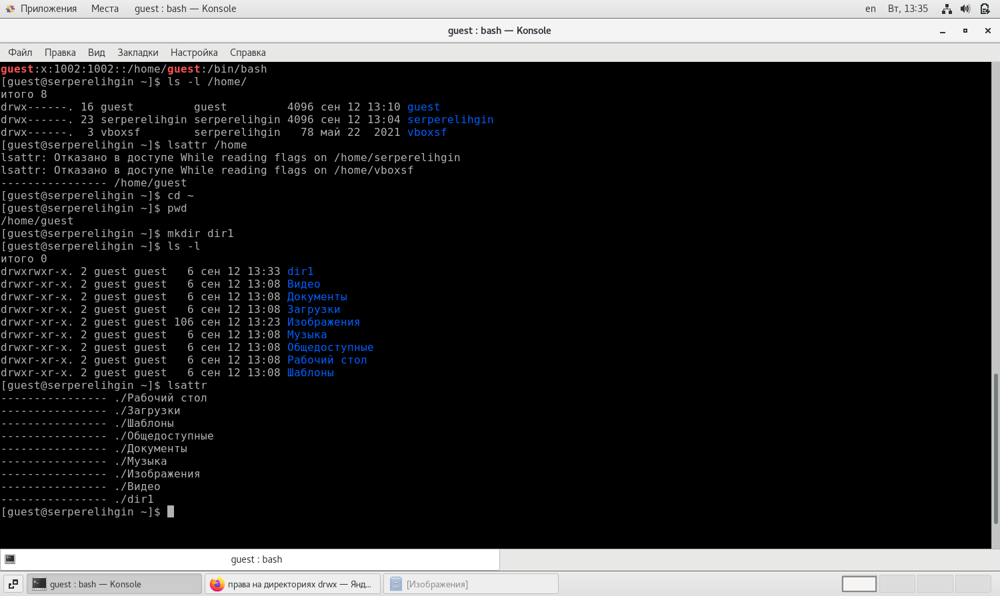 Приложения Места guest : bash — Konsole en Вт, 13:35
guest : bash — Konsole
Файл Правка Вид Закладки Настройка Справка
guest:x:1002:1002::/home/guest:/bin/bash
[guest@serperelihgin ~]$ ls -l /home/
итого 8
drwx------. 16 guest         guest         4096 сен 12 13:10 guest
drwx------. 23 serperelihgin serperelihgin 4096 сен 12 13:04 serperelihgin
drwx------.  3 vboxsf        serperelihgin   78 май 22  2021 vboxsf
[guest@serperelihgin ~]$ lsattr /home
lsattr: Отказано в доступе While reading flags on /home/serperelihgin
lsattr: Отказано в доступе While reading flags on /home/vboxsf
---------------- /home/guest
[guest@serperelihgin ~]$ cd ~
[guest@serperelihgin ~]$ pwd
/home/guest
[guest@serperelihgin ~]$ mkdir dir1
[guest@serperelihgin ~]$ ls -l
итого 0
drwxrwxr-x. 2 guest guest   6 сен 12 13:33 dir1
drwxr-xr-x. 2 guest guest   6 сен 12 13:08 Видео
drwxr-xr-x. 2 guest guest   6 сен 12 13:08 Документы
drwxr-xr-x. 2 guest guest   6 сен 12 13:08 Загрузки
drwxr-xr-x. 2 guest guest 106 сен 12 13:23 Изображения
drwxr-xr-x. 2 guest guest   6 сен 12 13:08 Музыка
drwxr-xr-x. 2 guest guest   6 сен 12 13:08 Общедоступные
drwxr-xr-x. 2 guest guest   6 сен 12 13:08 Рабочий стол
drwxr-xr-x. 2 guest guest   6 сен 12 13:08 Шаблоны
[guest@serperelihgin ~]$ lsattr
---------------- ./Рабочий стол
---------------- ./Загрузки
---------------- ./Шаблоны
---------------- ./Общедоступные
---------------- ./Документы
---------------- ./Музыка
---------------- ./Изображения
---------------- ./Видео
---------------- ./dir1
[guest@serperelihgin ~]$
guest : bash
guest : bash — Konsole права на директориях drwx — Янд... [Изображения]